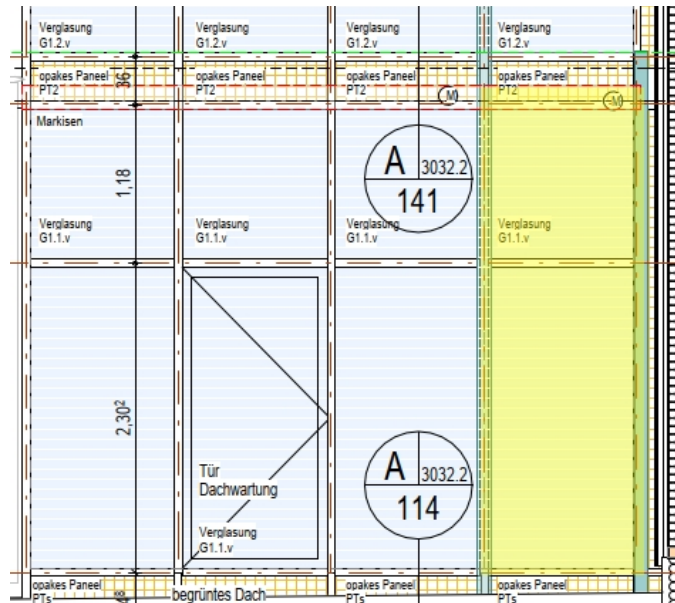 Verglasung
G1.2.v
Verglasung
G1.2.v
Verglasung
G1.2.v
Verglasung
G1.2.v
opakes Paneel
PT2
opakes Paneel
PT2
opakes Paneel
PT2
opakes Paneel
PT2
36
M
M
Markisen
1,18
A 3032.2
141
Verglasung
G1.1.v
Verglasung
G1.1.v
Verglasung
G1.1.v
Verglasung
G1.1.v
2,30²
Tür
Dachwartung
A 3032.2
114
Verglasung
G1.1.v
opakes Paneel
PTs
begrüntes Dach
opakes Paneel
PTs
opakes Paneel
PTs